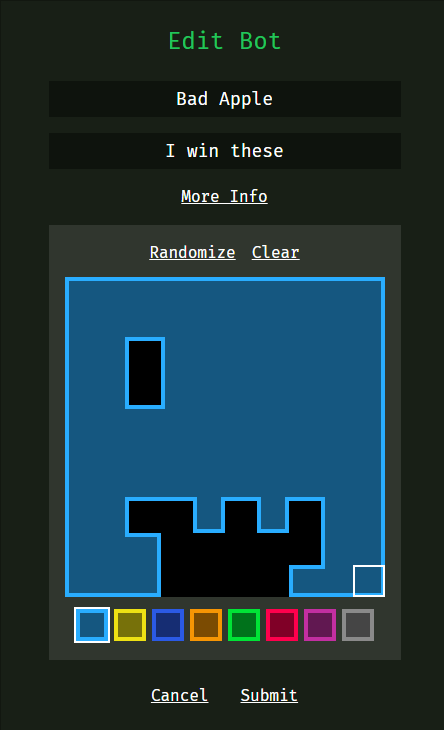 Edit Bot
Bad Apple
I win these
More Info
Randomize Clear
Cancel Submit